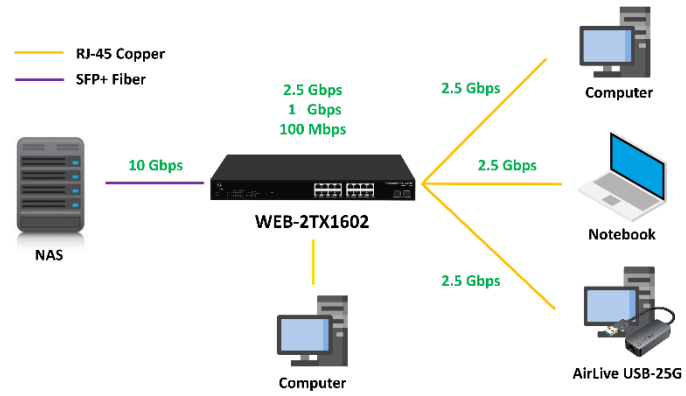 RJ-45 Copper
SFP+ Fiber
2.5 Gbps
1 Gbps
100 Mbps
2.5 Gbps
Computer
10 Gbps
2.5 Gbps
WEB-2TX1602
NAS
Notebook
2.5 Gbps
Computer
AirLive USB-25G